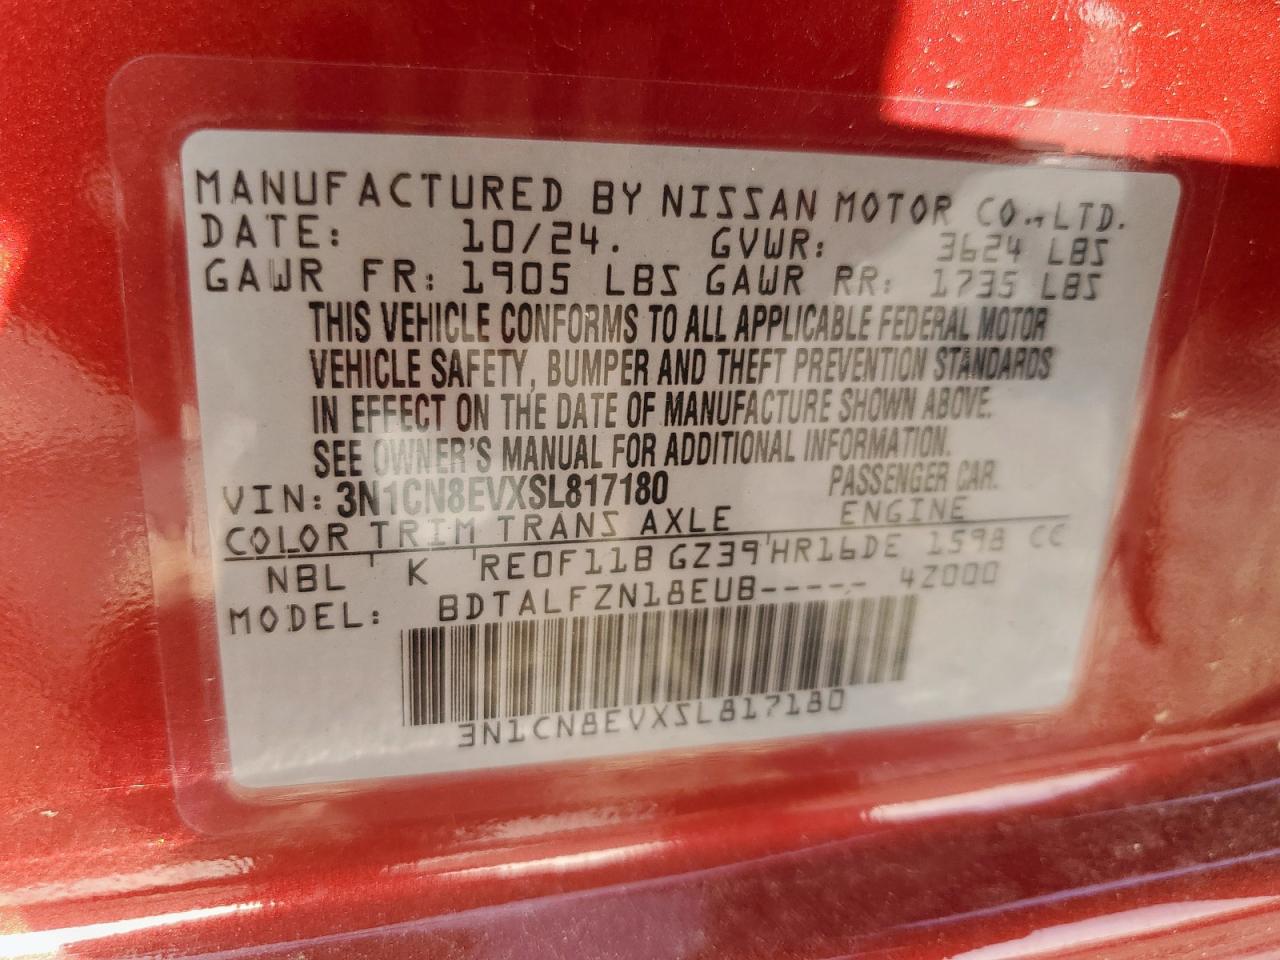 MANUFACTURED BY NISSAN MOTOR CO.,LTD.
DATE: 10/24. GVWR: 3624 LBS
GAWR FR: 1905 LBS GAWR RR: 1735 LBS
THIS VEHICLE CONFORMS TO ALL APPLICABLE FEDERAL MOTOR
VEHICLE SAFETY, BUMPER AND THEFT PREVENTION STANDARDS
IN EFFECT ON THE DATE OF MANUFACTURE SHOWN ABOVE.
SEE OWNER'S MANUAL FOR ADDITIONAL INFORMATION.
VIN: 3N1CN8EVXSL817180 PASSENGER CAR.
COLOR TRIM TRANS AXLE ENGINE
NBL K RE0F11B GZ39 HR16DE 1598 CC
MODEL: BDTALFZN18EUB----- 4Z000
3N1CN8EVXSL817180